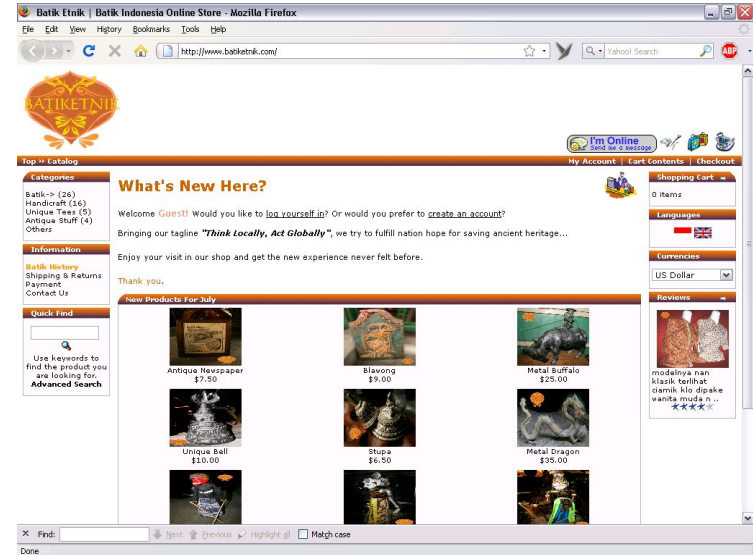 Batik Etnik | Batik Indonesia Online Store - Mozilla Firefox
File Edit View History Bookmarks Tools Help
http://www.batiketnik.com/
Yahoo! Search
ABP
BATIKETNIK
I'm Online
Send me a message
Top >> Catalog
My Account | Cart Contents | Checkout
Categories
Batik-> (26)
Handicraft (16)
Unique Tees (5)
Antique Stuff (4)
Others
Information
Batik History
Shipping & Returns
Payment
Contact Us
Quick Find
Use keywords to
find the product you
are looking for.
Advanced Search
What's New Here?
Welcome Guest! Would you like to log yourself in? Or would you prefer to create an account?
Bringing our tagline "Think Locally, Act Globally", we try to fulfill nation hope for saving ancient heritage...
Enjoy your visit in our shop and get the new experience never felt before.
Thank you.
New Products For July
Antique Newspaper
$7.50
Blavong
$9.00
Metal Buffalo
$25.00
Unique Bell
$10.00
Stupa
$6.50
Metal Dragon
$35.00
Shopping Cart
0 items
Languages
Currencies
US Dollar
Reviews
modelnya nan
klasik terlihat
ciamik klo dipake
wanita muda n ..
Find:
Next Previous Highlight all Match case
Done